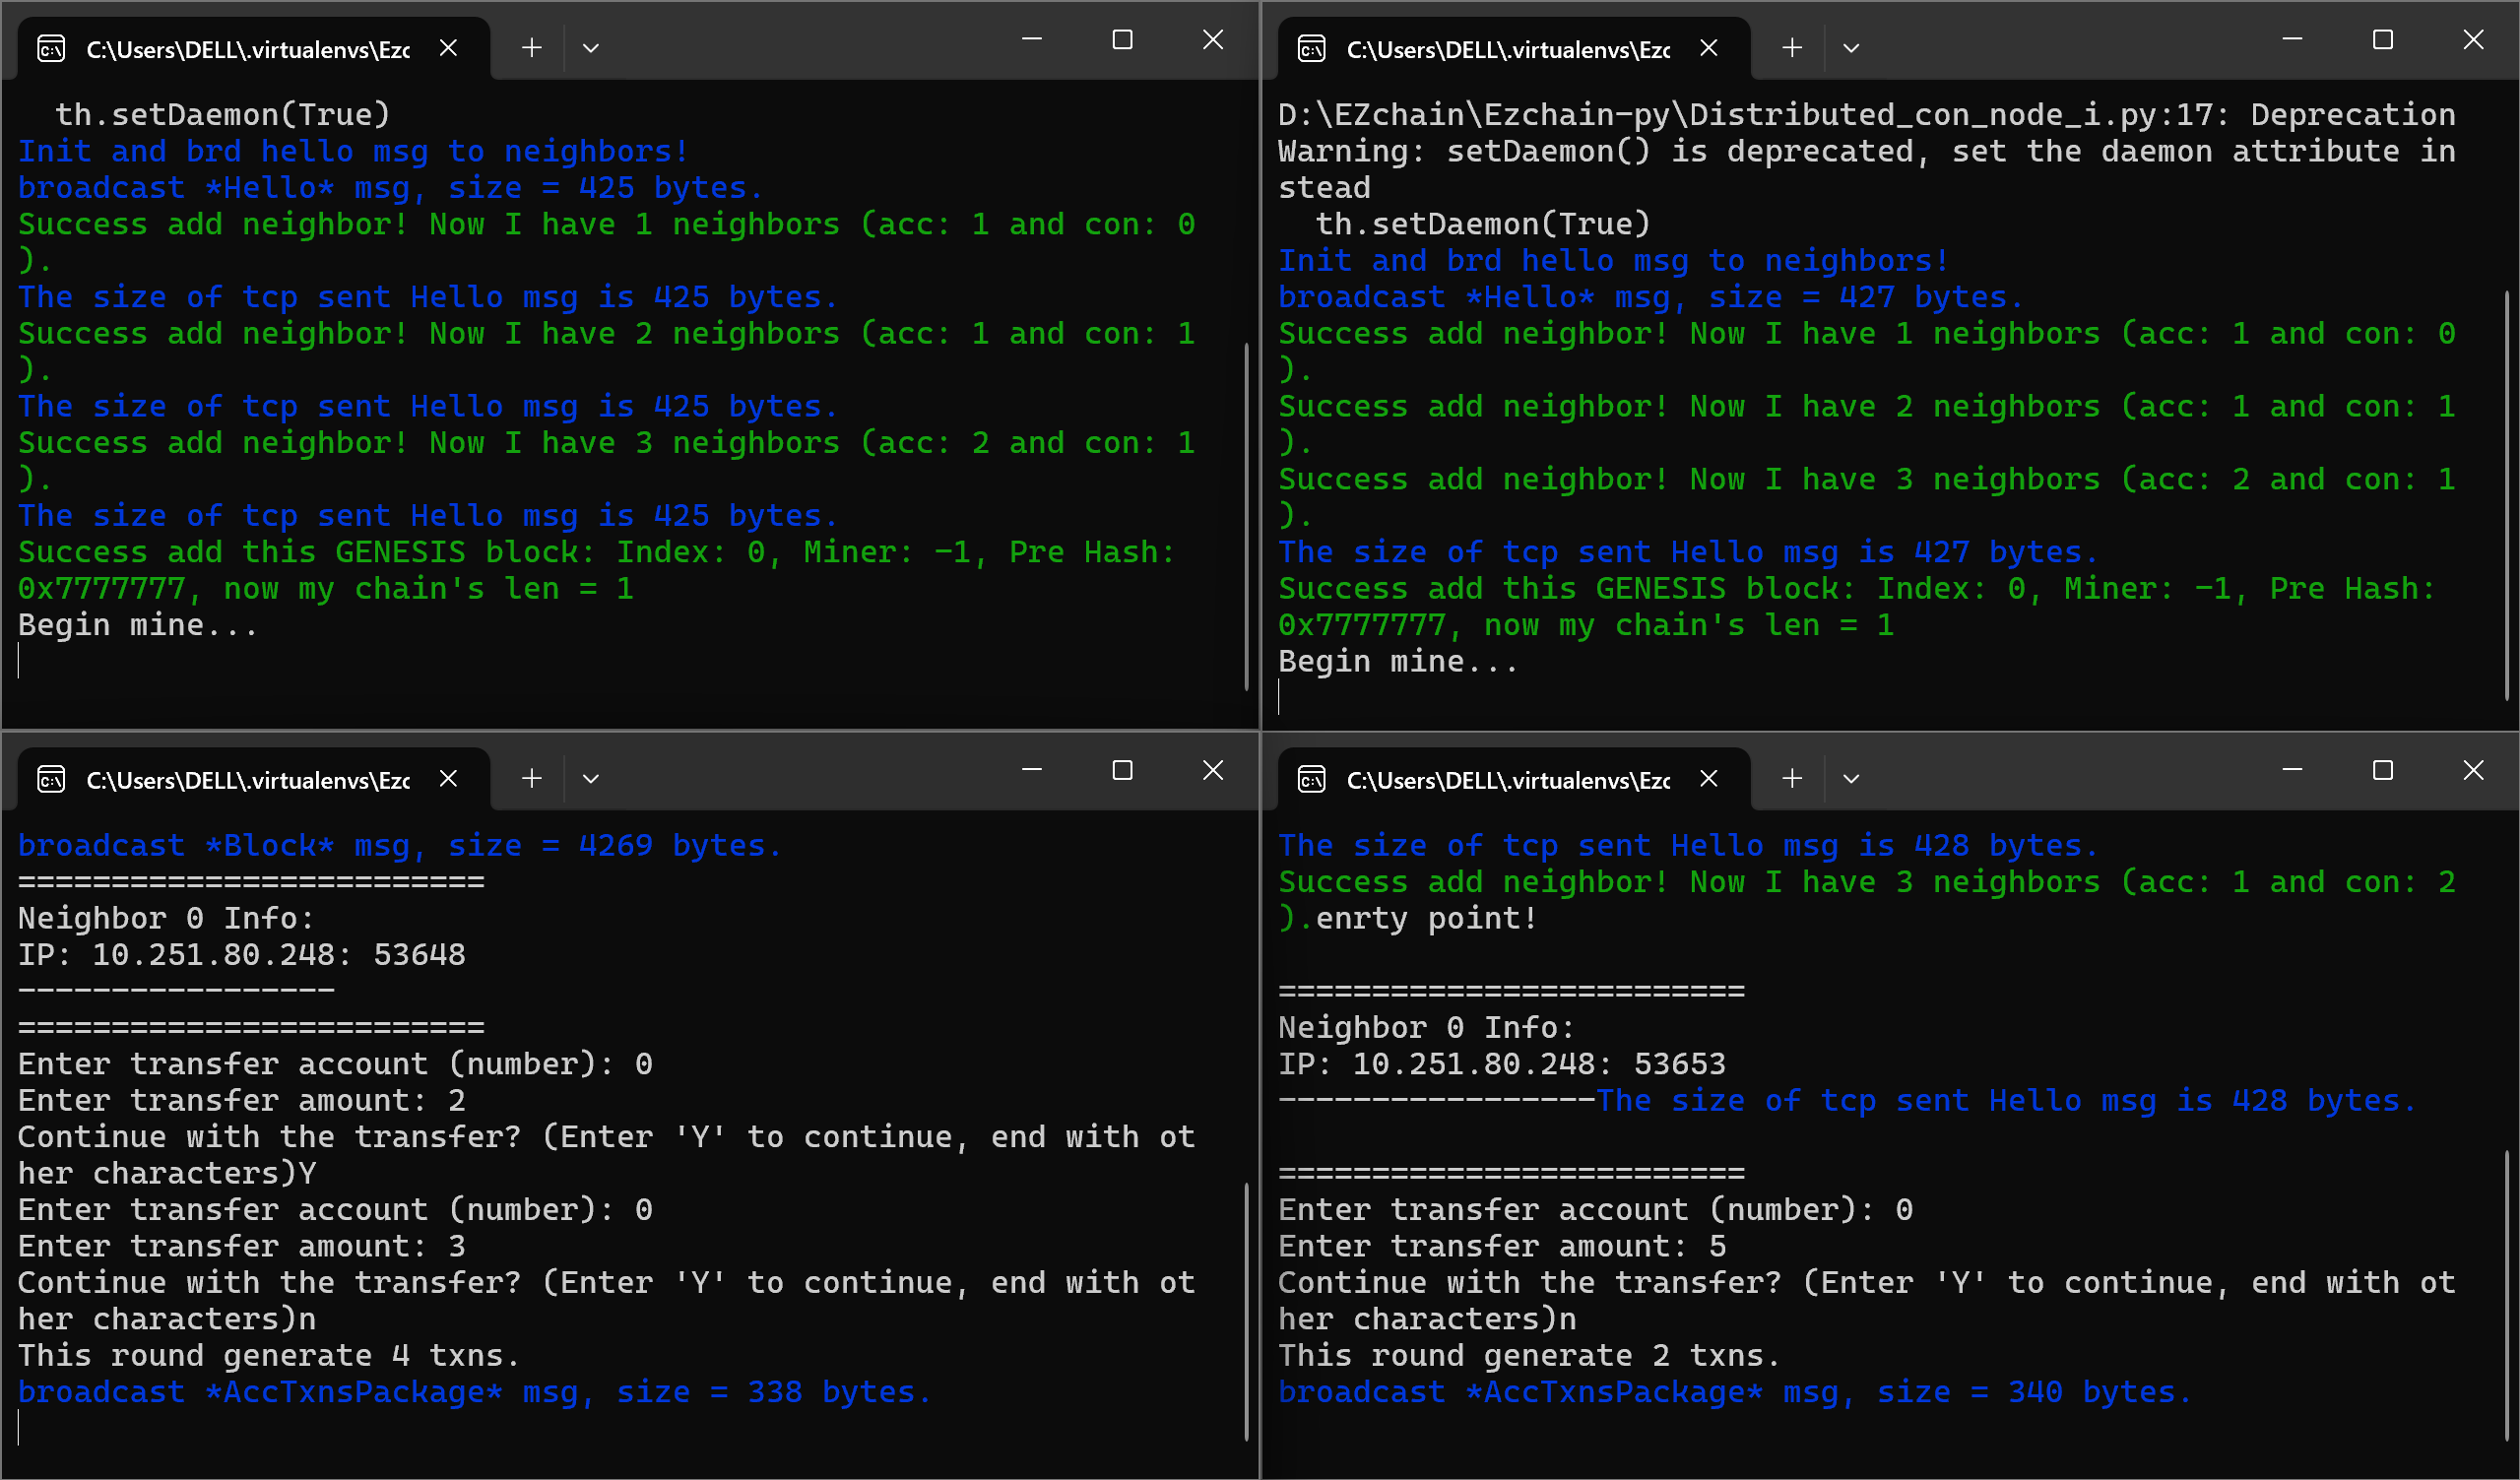 C:\Users\DELL\.virtualenvs\Ezc
th.setDaemon(True)
Init and brd hello msg to neighbors!
broadcast *Hello* msg, size = 425 bytes.
Success add neighbor! Now I have 1 neighbors (acc: 1 and con: 0
).
The size of tcp sent Hello msg is 425 bytes.
Success add neighbor! Now I have 2 neighbors (acc: 1 and con: 1
).
The size of tcp sent Hello msg is 425 bytes.
Success add neighbor! Now I have 3 neighbors (acc: 2 and con: 1
).
The size of tcp sent Hello msg is 425 bytes.
Success add this GENESIS block: Index: 0, Miner: -1, Pre Hash:
0x7777777, now my chain's len = 1
Begin mine...
C:\Users\DELL\.virtualenvs\Ezc
D:\EZchain\Ezchain-py\Distributed_con_node_i.py:17: Deprecation
Warning: setDaemon() is deprecated, set the daemon attribute in
stead
th.setDaemon(True)
Init and brd hello msg to neighbors!
broadcast *Hello* msg, size = 427 bytes.
Success add neighbor! Now I have 1 neighbors (acc: 1 and con: 0
).
Success add neighbor! Now I have 2 neighbors (acc: 1 and con: 1
).
Success add neighbor! Now I have 3 neighbors (acc: 2 and con: 1
).
The size of tcp sent Hello msg is 427 bytes.
Success add this GENESIS block: Index: 0, Miner: -1, Pre Hash:
0x7777777, now my chain's len = 1
Begin mine...
C:\Users\DELL\.virtualenvs\Ezc
broadcast *Block* msg, size = 4269 bytes.
=========================
Neighbor 0 Info:
IP: 10.251.80.248: 53648
-----------------
=========================
Enter transfer account (number): 0
Enter transfer amount: 2
Continue with the transfer? (Enter 'Y' to continue, end with ot
her characters)Y
Enter transfer account (number): 0
Enter transfer amount: 3
Continue with the transfer? (Enter 'Y' to continue, end with ot
her characters)n
This round generate 4 txns.
broadcast *AccTxnsPackage* msg, size = 338 bytes.
C:\Users\DELL\.virtualenvs\Ezc
The size of tcp sent Hello msg is 428 bytes.
Success add neighbor! Now I have 3 neighbors (acc: 1 and con: 2
).enrty point!
=========================
Neighbor 0 Info:
IP: 10.251.80.248: 53653
-----------------The size of tcp sent Hello msg is 428 bytes.
=========================
Enter transfer account (number): 0
Enter transfer amount: 5
Continue with the transfer? (Enter 'Y' to continue, end with ot
her characters)n
This round generate 2 txns.
broadcast *AccTxnsPackage* msg, size = 340 bytes.